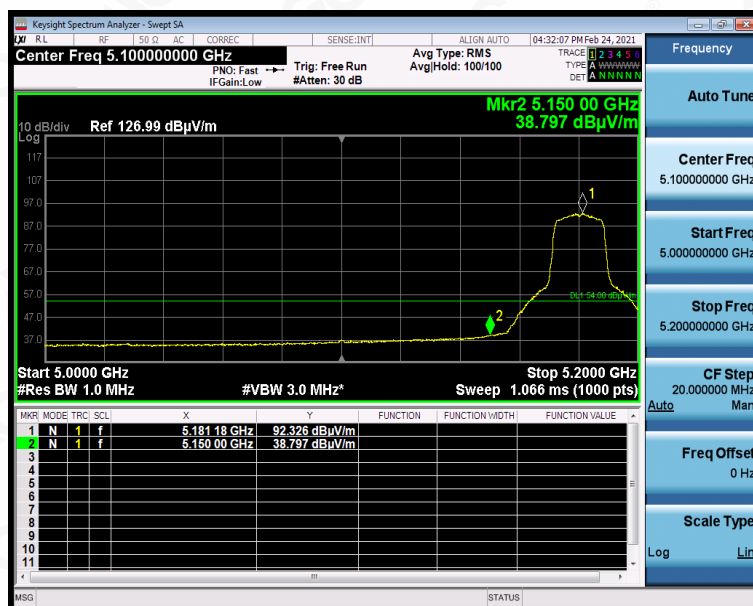 Keysight Spectrum Analyzer - Swept SA
LXI RL RF 50 Ω AC CORREC SENSE:INT ALIGN AUTO 04:32:07 PM Feb 24, 2021
Center Freq 5.100000000 GHz
PNO: Fast
IFGain:Low
Trig: Free Run
#Atten: 30 dB
Avg Type: RMS
Avg|Hold: 100/100
TRACE 1 2 3 4 5 6
TYPE A WWWWW
DET A N N N N N
Mkr2 5.150 00 GHz
38.797 dBµV/m
10 dB/div Ref 126.99 dBµV/m
Log
117
107
97.0
87.0
77.0
67.0
57.0
47.0
37.0
1
2
DL1 54.00 dBµV/m
Start 5.0000 GHz Stop 5.2000 GHz
#Res BW 1.0 MHz #VBW 3.0 MHz* Sweep 1.066 ms (1000 pts)
MKR MODE TRC SCL X Y FUNCTION FUNCTION WIDTH FUNCTION VALUE
1 N 1 f 5.181 18 GHz 92.326 dBµV/m
2 N 1 f 5.150 00 GHz 38.797 dBµV/m
3
4
5
6
7
8
9
10
11
MSG STATUS
Frequency
Auto Tune
Center Freq
5.100000000 GHz
Start Freq
5.000000000 GHz
Stop Freq
5.200000000 GHz
CF Step
20.000000 MHz
Auto Man
Freq Offset
0 Hz
Scale Type
Log Lin